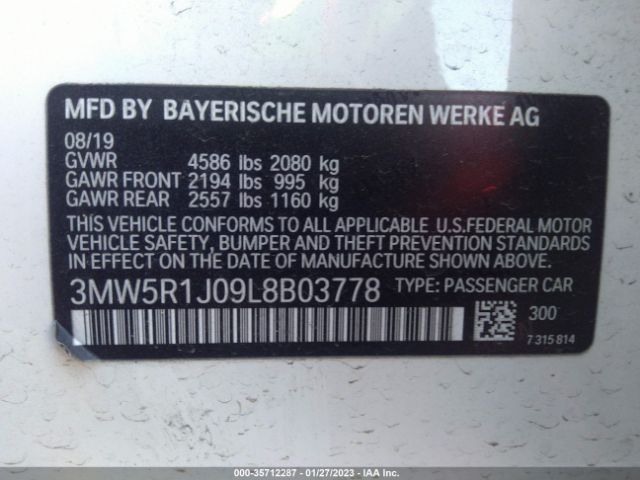 MFD BY BAYERISCHE MOTOREN WERKE AG
08/19
GVWR 4586 lbs 2080 kg
GAWR FRONT 2194 lbs 995 kg
GAWR REAR 2557 lbs 1160 kg
THIS VEHICLE CONFORMS TO ALL APPLICABLE U.S.FEDERAL MOTOR
VEHICLE SAFETY, BUMPER AND THEFT PREVENTION STANDARDS
IN EFFECT ON THE DATE OF MANUFACTURE SHOWN ABOVE.
3MW5R1J09L8B03778 TYPE: PASSENGER CAR
300
7 315 814
000-35712287 - 01/27/2023 - IAA Inc.